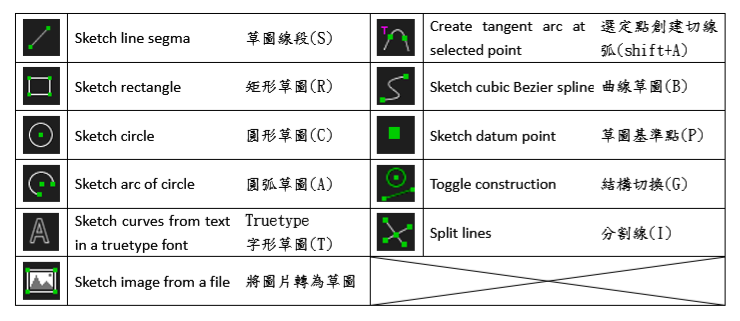 Sketch line segma 草圖線段(S)
Sketch rectangle 矩形草圖(R)
Sketch circle 圓形草圖(C)
Sketch arc of circle 圓弧草圖(A)
Sketch curves from text Truetype
in a truetype font 字形草圖(T)
Sketch image from a file 將圖片轉為草圖
T
Create tangent arc at 選定點創建切線
selected point 弧(shift+A)
Sketch cubic Bezier spline 曲線草圖(B)
Sketch datum point 草圖基準點(P)
Toggle construction 結構切換(G)
Split lines 分割線(I)